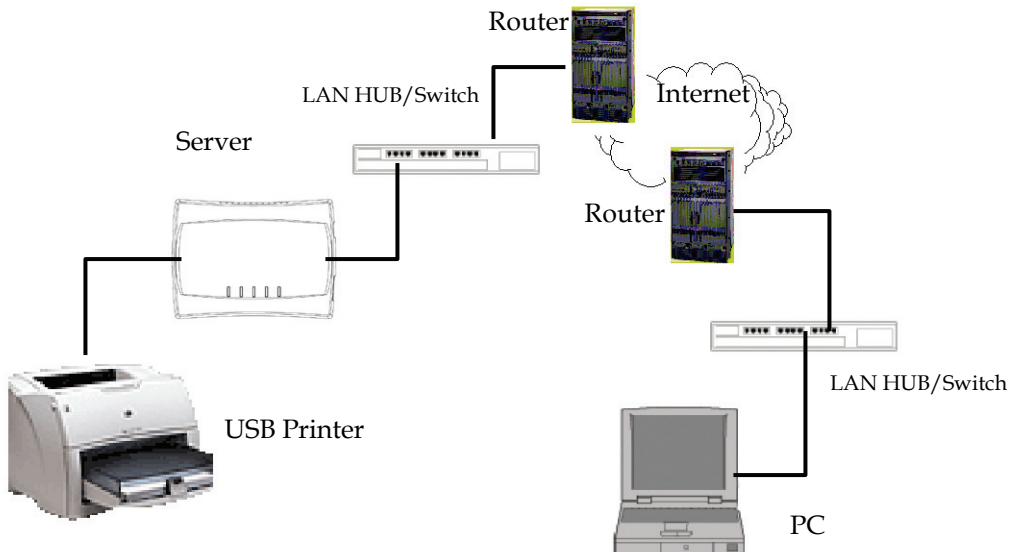 Router
LAN HUB/Switch
Internet
Server
Router
LAN HUB/Switch
USB Printer
PC